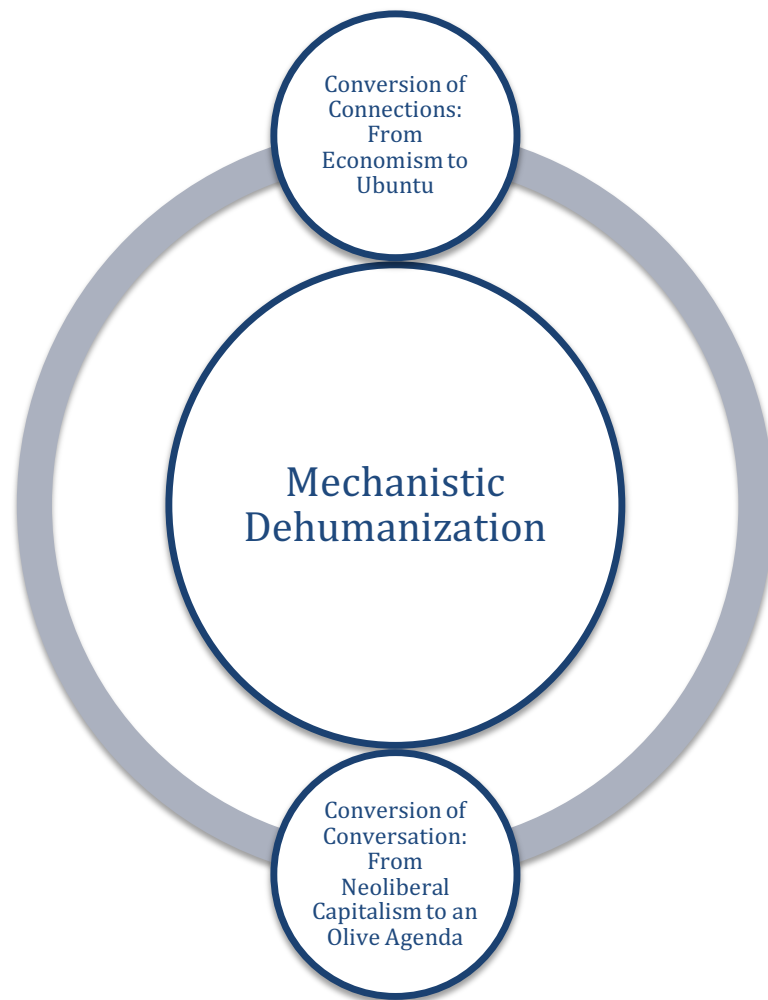 Conversion of
Connections:
From
Economism to
Ubuntu
Mechanistic
Dehumanization
Conversion of
Conversation:
From
Neoliberal
Capitalism to an
Olive Agenda